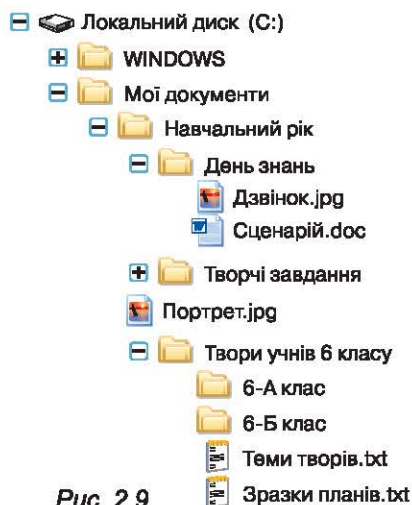 Локальний диск (C:)
WINDOWS
Мої документи
Навчальний рік
День знань
Дзвінок.jpg
Сценарій.doc
Творчі завдання
Портрет.jpg
Твори учнів 6 класу
6-А клас
6-Б клас
Теми творів.txt
Зразки планів.txt
Рис. 2.9